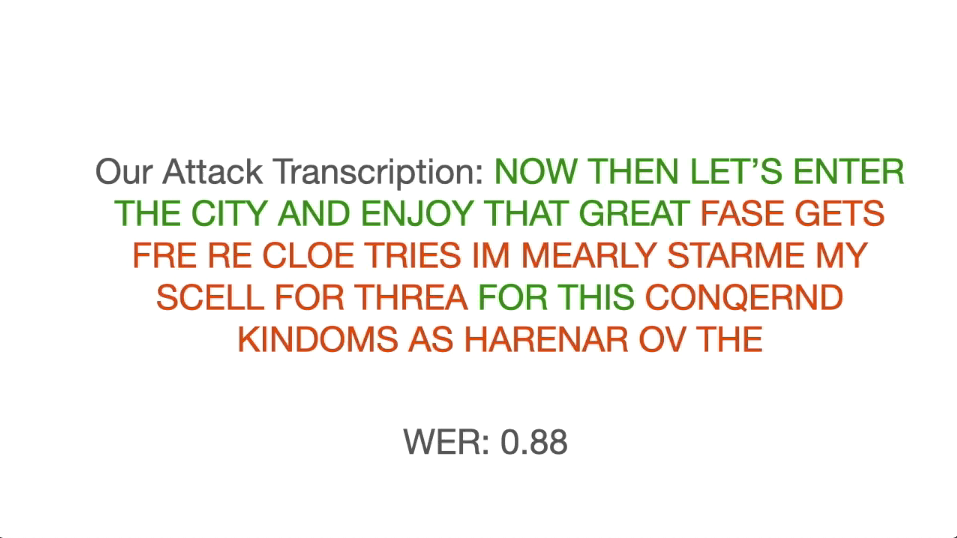 Our Attack Transcription: NOW THEN LET’S ENTER
THE CITY AND ENJOY THAT GREAT FASE GETS
FRE RE CLOE TRIES IM MEARLY STARME MY
SCELL FOR THREA FOR THIS CONQERND
KINDOMS AS HARENAR OV THE
WER: 0.88